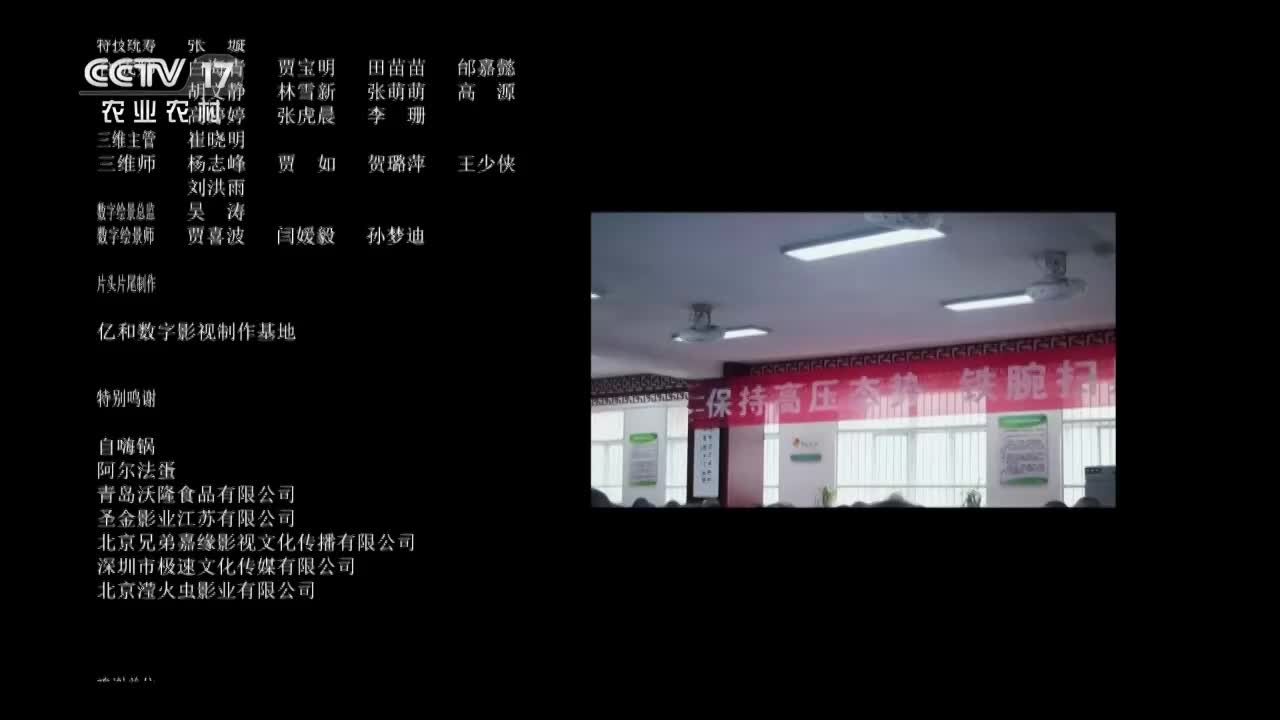 CCTV 17
农业农村
张
贾宝明 田苗苗 邰嘉懿
胡文静 林雪新 张萌萌 高 源
高婷婷 张虎晨 李 珊
三维主管 崔晓明
三维师 杨志峰 贾 如 贺璐萍 王少侠
刘洪雨
数字绘景总监 吴 涛
数字绘景师 贾喜波 闫嫒毅 孙梦迪
片头片尾制作
亿和数字影视制作基地
特别鸣谢
自嗨锅
阿尔法蛋
青岛沃隆食品有限公司
圣金影业江苏有限公司
北京兄弟嘉缘影视文化传播有限公司
深圳市极速文化传媒有限公司
北京滢火虫影业有限公司
保持高压态势 铁腕扫